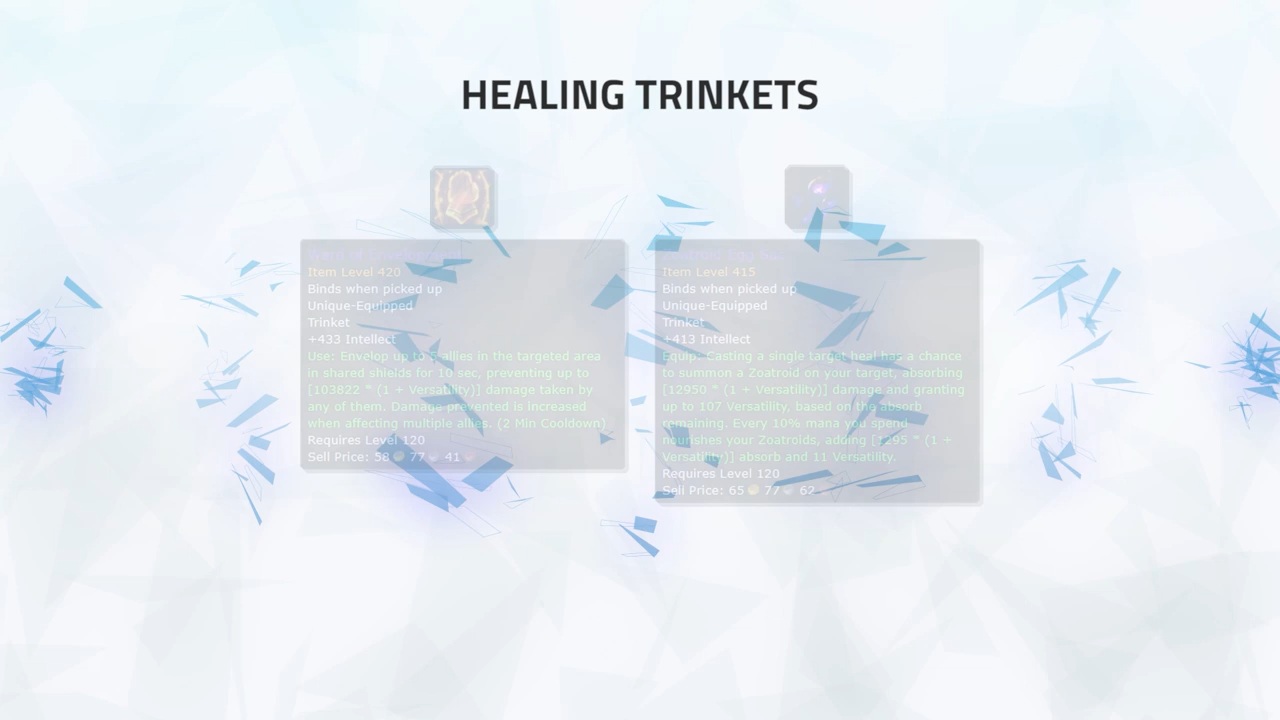 HEALING TRINKETS
Item Level 420
Binds when picked up
Unique-Equipped
Trinket
+433 Intellect
Use: Envelop up to 5 allies in the targeted area
in shared shields for 10 sec, preventing up to
[103822 * (1 + Versatility)] damage taken by
any of them. Damage prevented is increased
when affecting multiple allies. (2 Min Cooldown)
Requires Level 120
Sell Price: 58 77 41
Item Level 415
Binds when picked up
Unique-Equipped
Trinket
+413 Intellect
Equip: Casting a single target heal has a chance
to summon a Zoatroid on your target, absorbing
[12950 * (1 + Versatility)] damage and granting
up to 107 Versatility, based on the absorb
remaining. Every 10% mana you spend
nourishes your Zoatroids, adding [1295 * (1 +
Versatility)] absorb and 11 Versatility.
Requires Level 120
Sell Price: 65 77 62